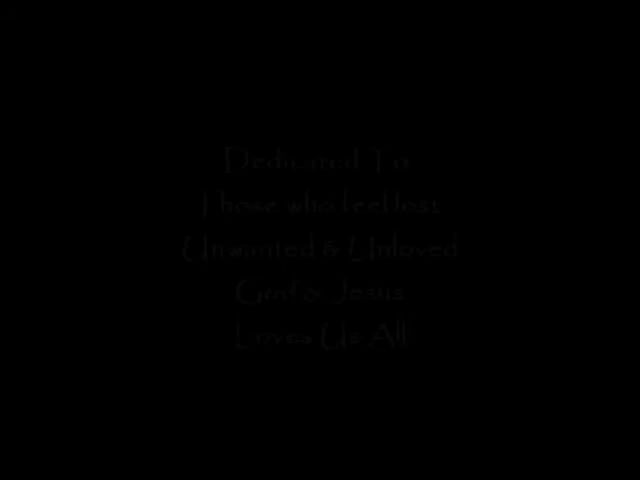 Dedicated To
Those who feel lost
Unwanted & Unloved
God & Jesus
Loves Us All